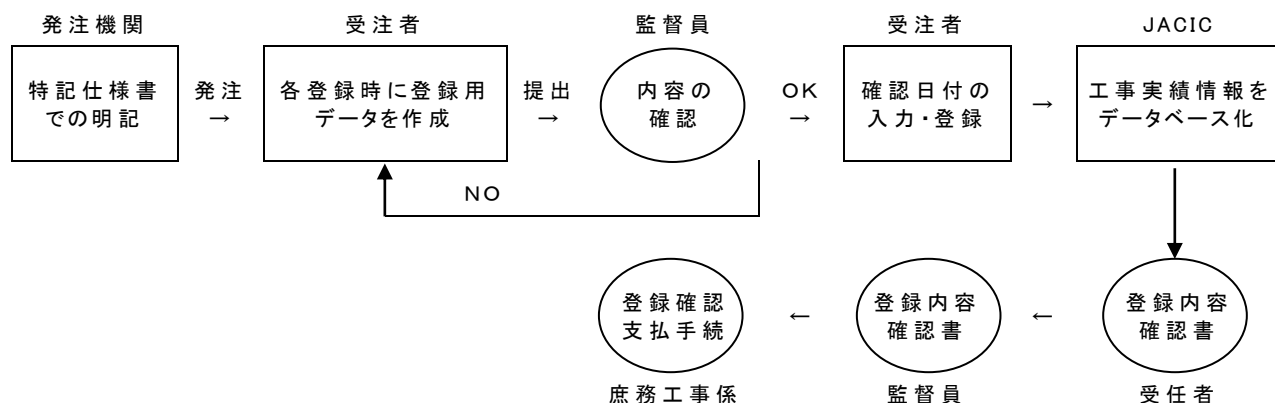 発注機関
受注者
監督員
受注者
JACIC
特記仕様書
での明記
発注
→
各登録時に登録用
データを作成
提出
→
内容の
確認
OK
→
確認日付の
入力・登録
→
工事実績情報を
データベース化
NO
登録確認
支払手続
←
登録内容
確認書
←
登録内容
確認書
庶務工事係
監督員
受任者